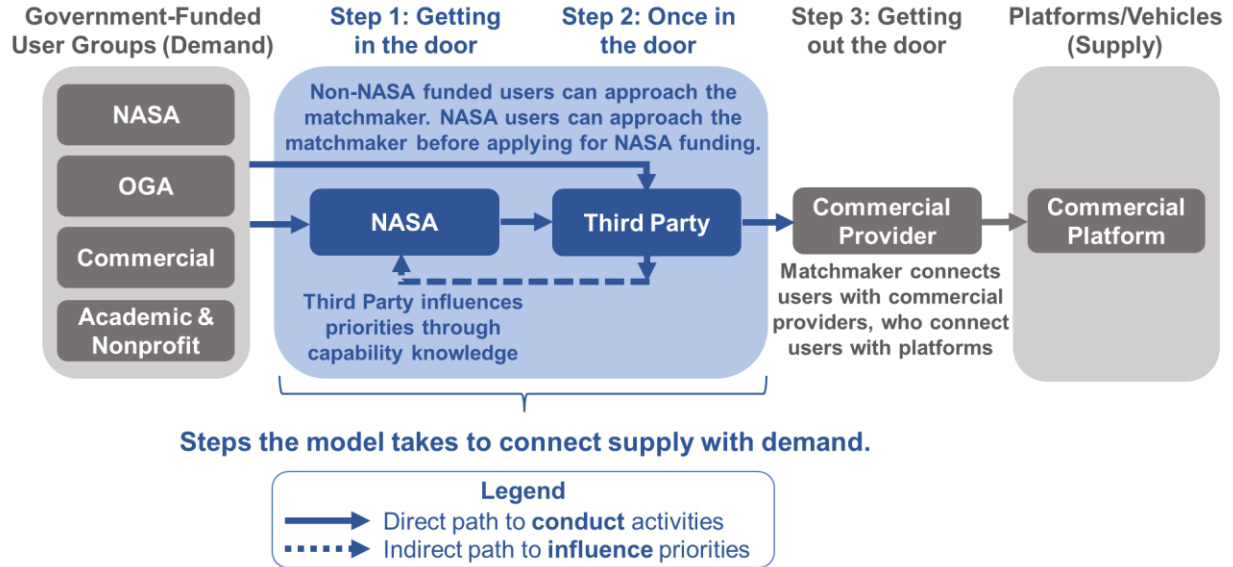 Government-Funded
User Groups (Demand)
Step 1: Getting
in the door
Step 2: Once in
the door
Step 3: Getting
out the door
Platforms/Vehicles
(Supply)
NASA
OGA
Commercial
Academic &
Nonprofit
Non-NASA funded users can approach the
matchmaker. NASA users can approach the
matchmaker before applying for NASA funding.
NASA
Third Party
Third Party influences
priorities through
capability knowledge
Commercial
Provider
Matchmaker connects
users with commercial
providers, who connect
users with platforms
Commercial
Platform
Steps the model takes to connect supply with demand.
Legend
Direct path to conduct activities
Indirect path to influence priorities